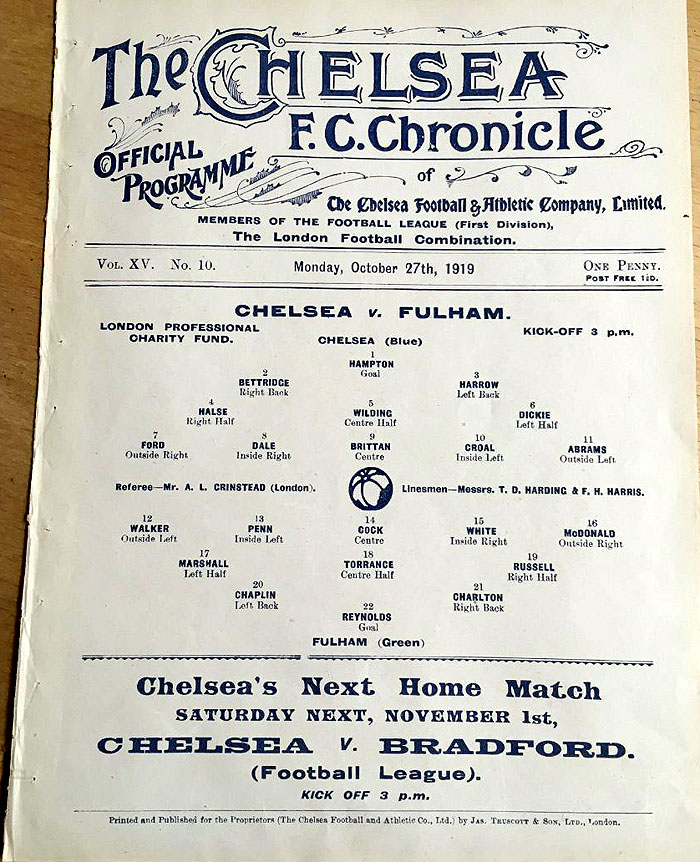 The CHELSEA
F.C. Chronicle
OFFICIAL PROGRAMME
of
The Chelsea Football & Athletic Company, Limited.
MEMBERS OF THE FOOTBALL LEAGUE (First Division),
The London Football Combination.
VOL. XV. No. 10.
Monday, October 27th, 1919
ONE PENNY.
POST FREE 1½D.
CHELSEA v. FULHAM.
LONDON PROFESSIONAL
CHARITY FUND.
CHELSEA (Blue)
KICK-OFF 3 p.m.
1
HAMPTON
Goal
2
BETTRIDGE
Right Back
3
HARROW
Left Back
4
HALSE
Right Half
5
WILDING
Centre Half
6
DICKIE
Left Half
7
FORD
Outside Right
8
DALE
Inside Right
9
BRITTAN
Centre
10
CROAL
Inside Left
11
ABRAMS
Outside Left
Referee—Mr. A. L. GRINSTEAD (London).
Linesmen—Messrs. T. D. HARDING & F. H. HARRIS.
12
WALKER
Outside Left
13
PENN
Inside Left
14
COCK
Centre
15
WHITE
Inside Right
16
McDONALD
Outside Right
17
MARSHALL
Left Half
18
TORRANCE
Centre Half
19
RUSSELL
Right Half
20
CHAPLIN
Left Back
21
CHARLTON
Right Back
22
REYNOLDS
Goal
FULHAM (Green)
Chelsea's Next Home Match
SATURDAY NEXT, NOVEMBER 1st,
CHELSEA v. BRADFORD.
(Football League).
KICK OFF 3 p.m.
Printed and Published for the Proprietors (The Chelsea Football and Athletic Co., Ltd.) by JAS. TRUSCOTT & SON, LTD., London.